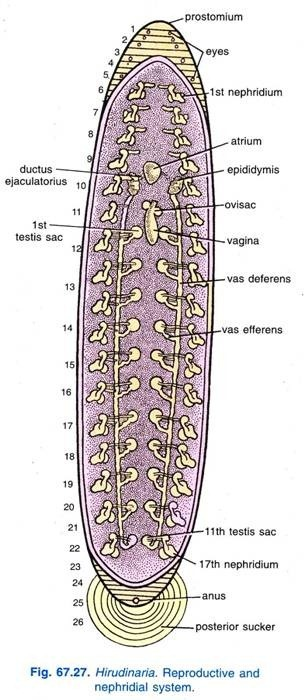 prostomium
1
2
eyes
3
4
5
6
1st nephridium
7
8
atrium
9
ductus
ejaculatorius
epididymis
10
ovisac
11
1st
testis sac
vagina
12
vas deferens
13
14
vas efferens
15
16
17
18
19
20
21
11th testis sac
22
17th nephridium
23
24
anus
25
26
posterior sucker
Fig. 67.27. Hirudinaria. Reproductive and
nephridial system.